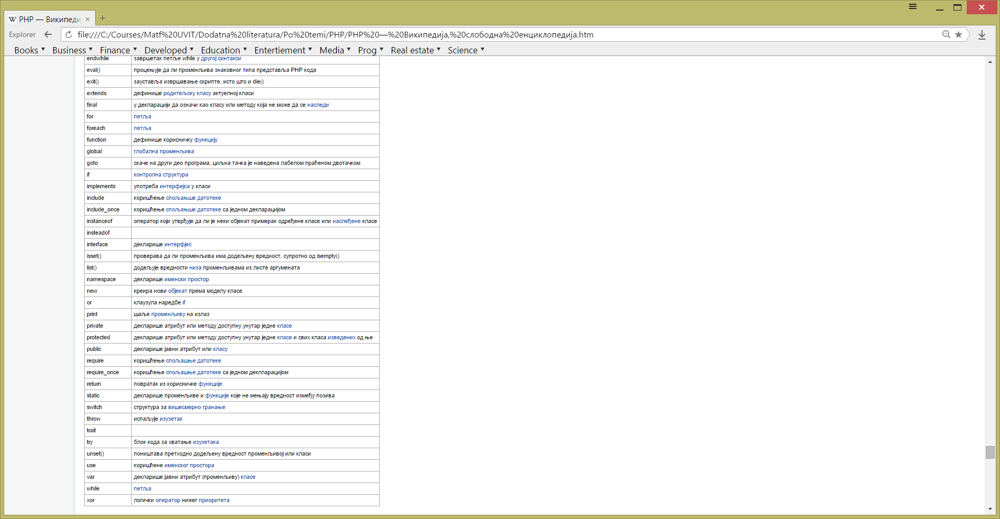 PHP — Википеди
Explorer file:///C:/Courses/Matf%20UVIT/Dodatna%20literatura/Po%20temi/PHP/PHP%20—%20Википедија,%20слободна%20енциклопедија.htm
Books Business Finance Developed Education Entertiement Media Prog Real estate Science
endwhile завршетак петље while у другој синтакси
eval() процењује да ли променљива знаковног типа представља PHP кода
exit() зауставља извршавање скрипте, исто што и die()
extends дефинише родитељску класу актуелној класи
final у декларацији да означи као класу или методу која не може да се наследи
for петља
foreach петља
function дефинише корисничку функцију
global глобална променљива
goto скаче на други део програма, циљна тачка је наведена лабелом праћеном двотачком
if контролна структура
implements употреба интерфејса у класи
include коришћење спољањше датотеке
include_once коришћење спољањше датотеке са једном декларацијом
instanceof оператор који утврђује да ли је неки објекат примерак одређене класе или наслеђене класе
insteadof
interface декларише интерфјес
isset() проверава да ли променљива има додељену вредност, супротно од isempty()
list() додељује вредности низа променљивама из листе аргумената
namespace декларише именски простор
new креира нови објекат према моделу класе
or клаузула наредбе if
print шаље променљиву на излаз
private декларише атрибут или методу доступну унутар једне класе
protected декларише атрибут или методу доступну унутар једне класе и свих класа изведених од ње
public декларише јавни атрибут или класу
require коришћење спољашње датотеке
require_once коришћење спољашње датотеке са једном деклларацијом
return повратак из корисничке функције
static декларише променљиве и функције које не мењају вредност између позива
switch структура за вишесмерно гранање
throw испаљује изузетак
trait
try блок кода за хватање изузетака
unset() поништава претходно додељену вредност променљивој или класи
use коришћене именског простора
var декларише јавни атрибут (променљиву) класе
while петља
xor логички оператор нижег приоритета